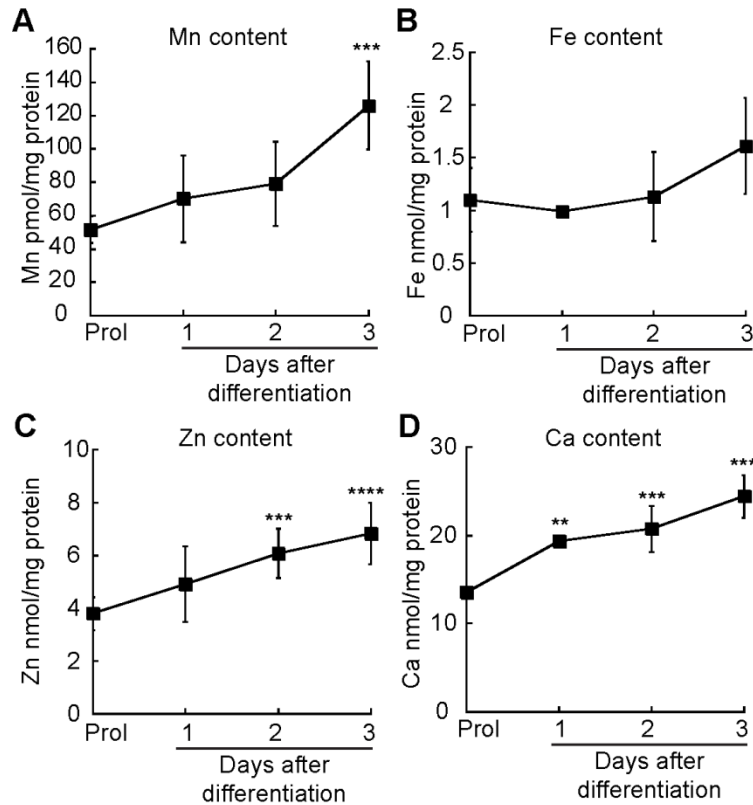 A
Mn content
Mn pmol/mg protein
160
140
120
100
80
60
40
20
0
***
Prol
1
2
3
Days after
differentiation
B
Fe content
Fe nmol/mg protein
2.5
2
1.5
1
0.5
0
Prol
1
2
3
Days after
differentiation
C
Zn content
Zn nmol/mg protein
10
8
6
4
2
0
***
****
Prol
1
2
3
Days after
differentiation
D
Ca content
Ca nmol/mg protein
30
20
10
0
**
***
***
Prol
1
2
3
Days after
differentiation